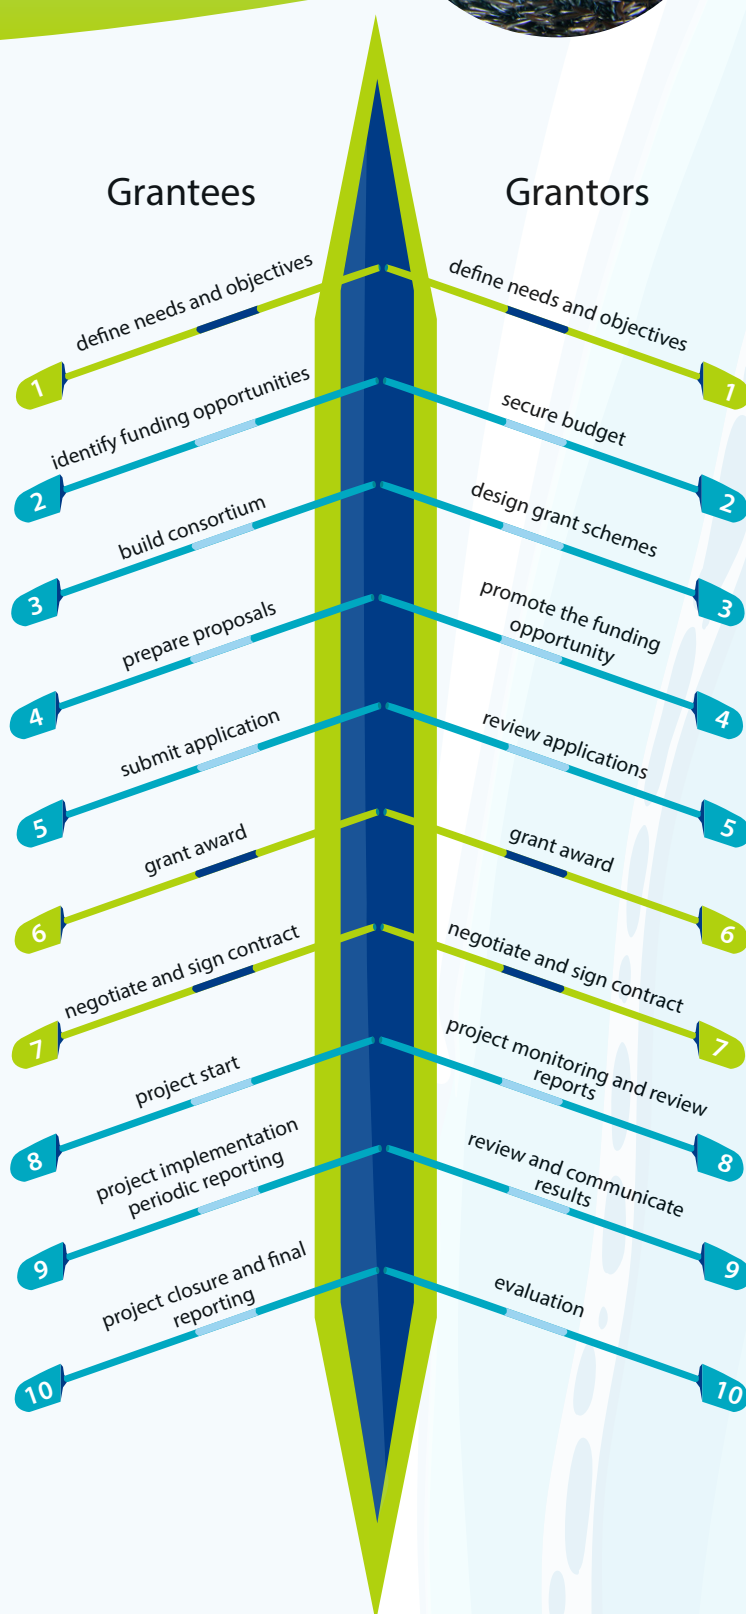 Grantees
define needs and objectives
1
identify funding opportunities
2
build consortium
3
prepare proposals
4
submit application
5
grant award
6
negotiate and sign contract
7
project start
8
project implementation
periodic reporting
9
project closure and final
reporting
10
Grantors
define needs and objectives
1
secure budget
2
design grant schemes
3
promote the funding
opportunity
4
review applications
5
grant award
6
negotiate and sign contract
7
project monitoring and review
reports
8
review and communicate
results
9
evaluation
10